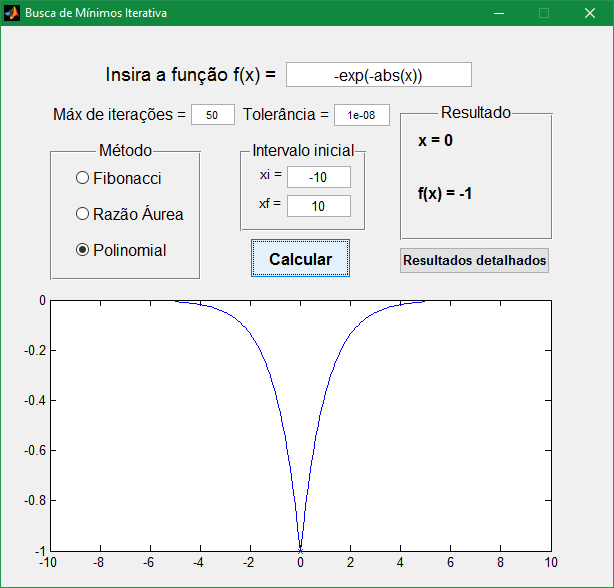 Busca de Mínimos Iterativa
Insira a função f(x) = -exp(-abs(x))
Máx de iterações = 50 Tolerância = 1e-08
Resultado
x = 0
f(x) = -1
Método
Fibonacci
Razão Áurea
Polinomial
Intervalo inicial
xi = -10
xf = 10
Calcular
Resultados detalhados
0
-0.2
-0.4
-0.6
-0.8
-1
-10 -8 -6 -4 -2 0 2 4 6 8 10